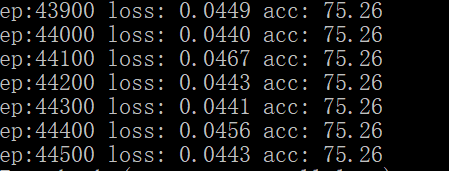 ep:43900 loss: 0.0449 acc: 75.26
ep:44000 loss: 0.0440 acc: 75.26
ep:44100 loss: 0.0467 acc: 75.26
ep:44200 loss: 0.0443 acc: 75.26
ep:44300 loss: 0.0441 acc: 75.26
ep:44400 loss: 0.0456 acc: 75.26
ep:44500 loss: 0.0443 acc: 75.26